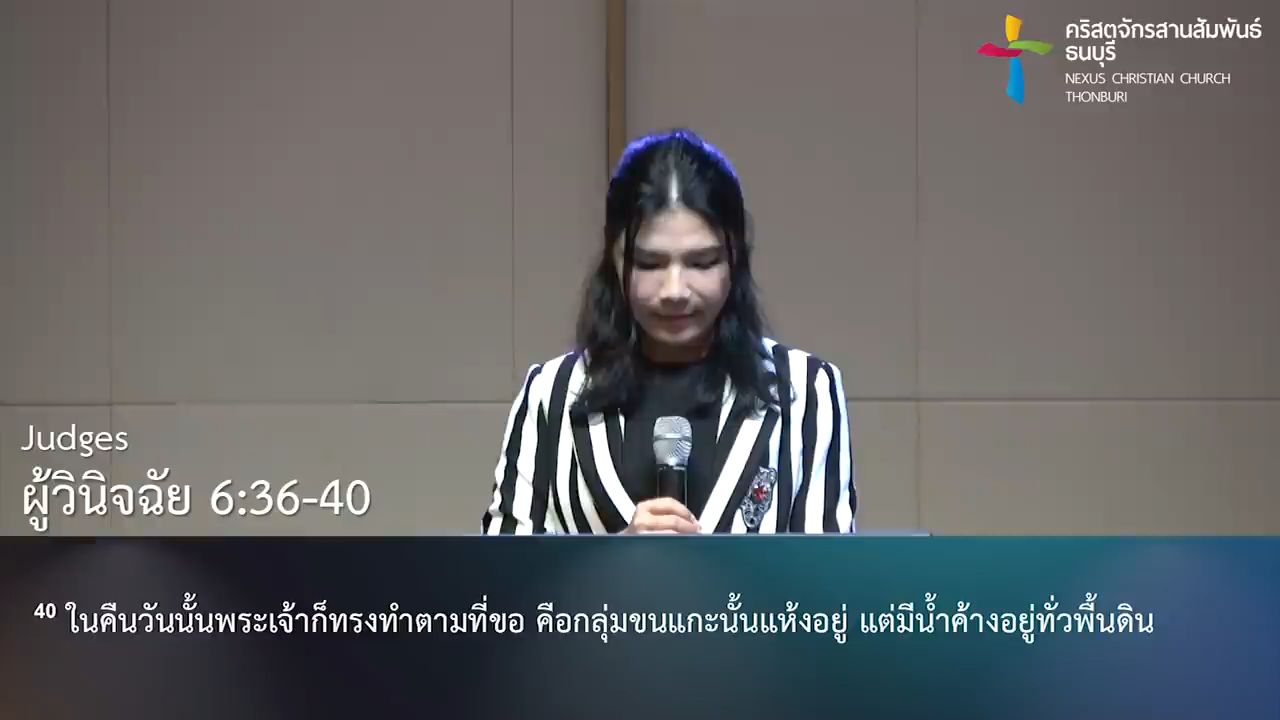 คริสตจักรสานสัมพันธ์
ธนบุรี
NEXUS CHRISTIAN CHURCH
THONBURI
Judges
ผู้วินิจฉัย 6:36-40
40 ในคืนวันนั้นพระเจ้าก็ทรงทำตามที่ขอ คือกลุ่มขนแกะนั้นแห้งอยู่ แต่มีน้ำค้างอยู่ทั่วพื้นดิน